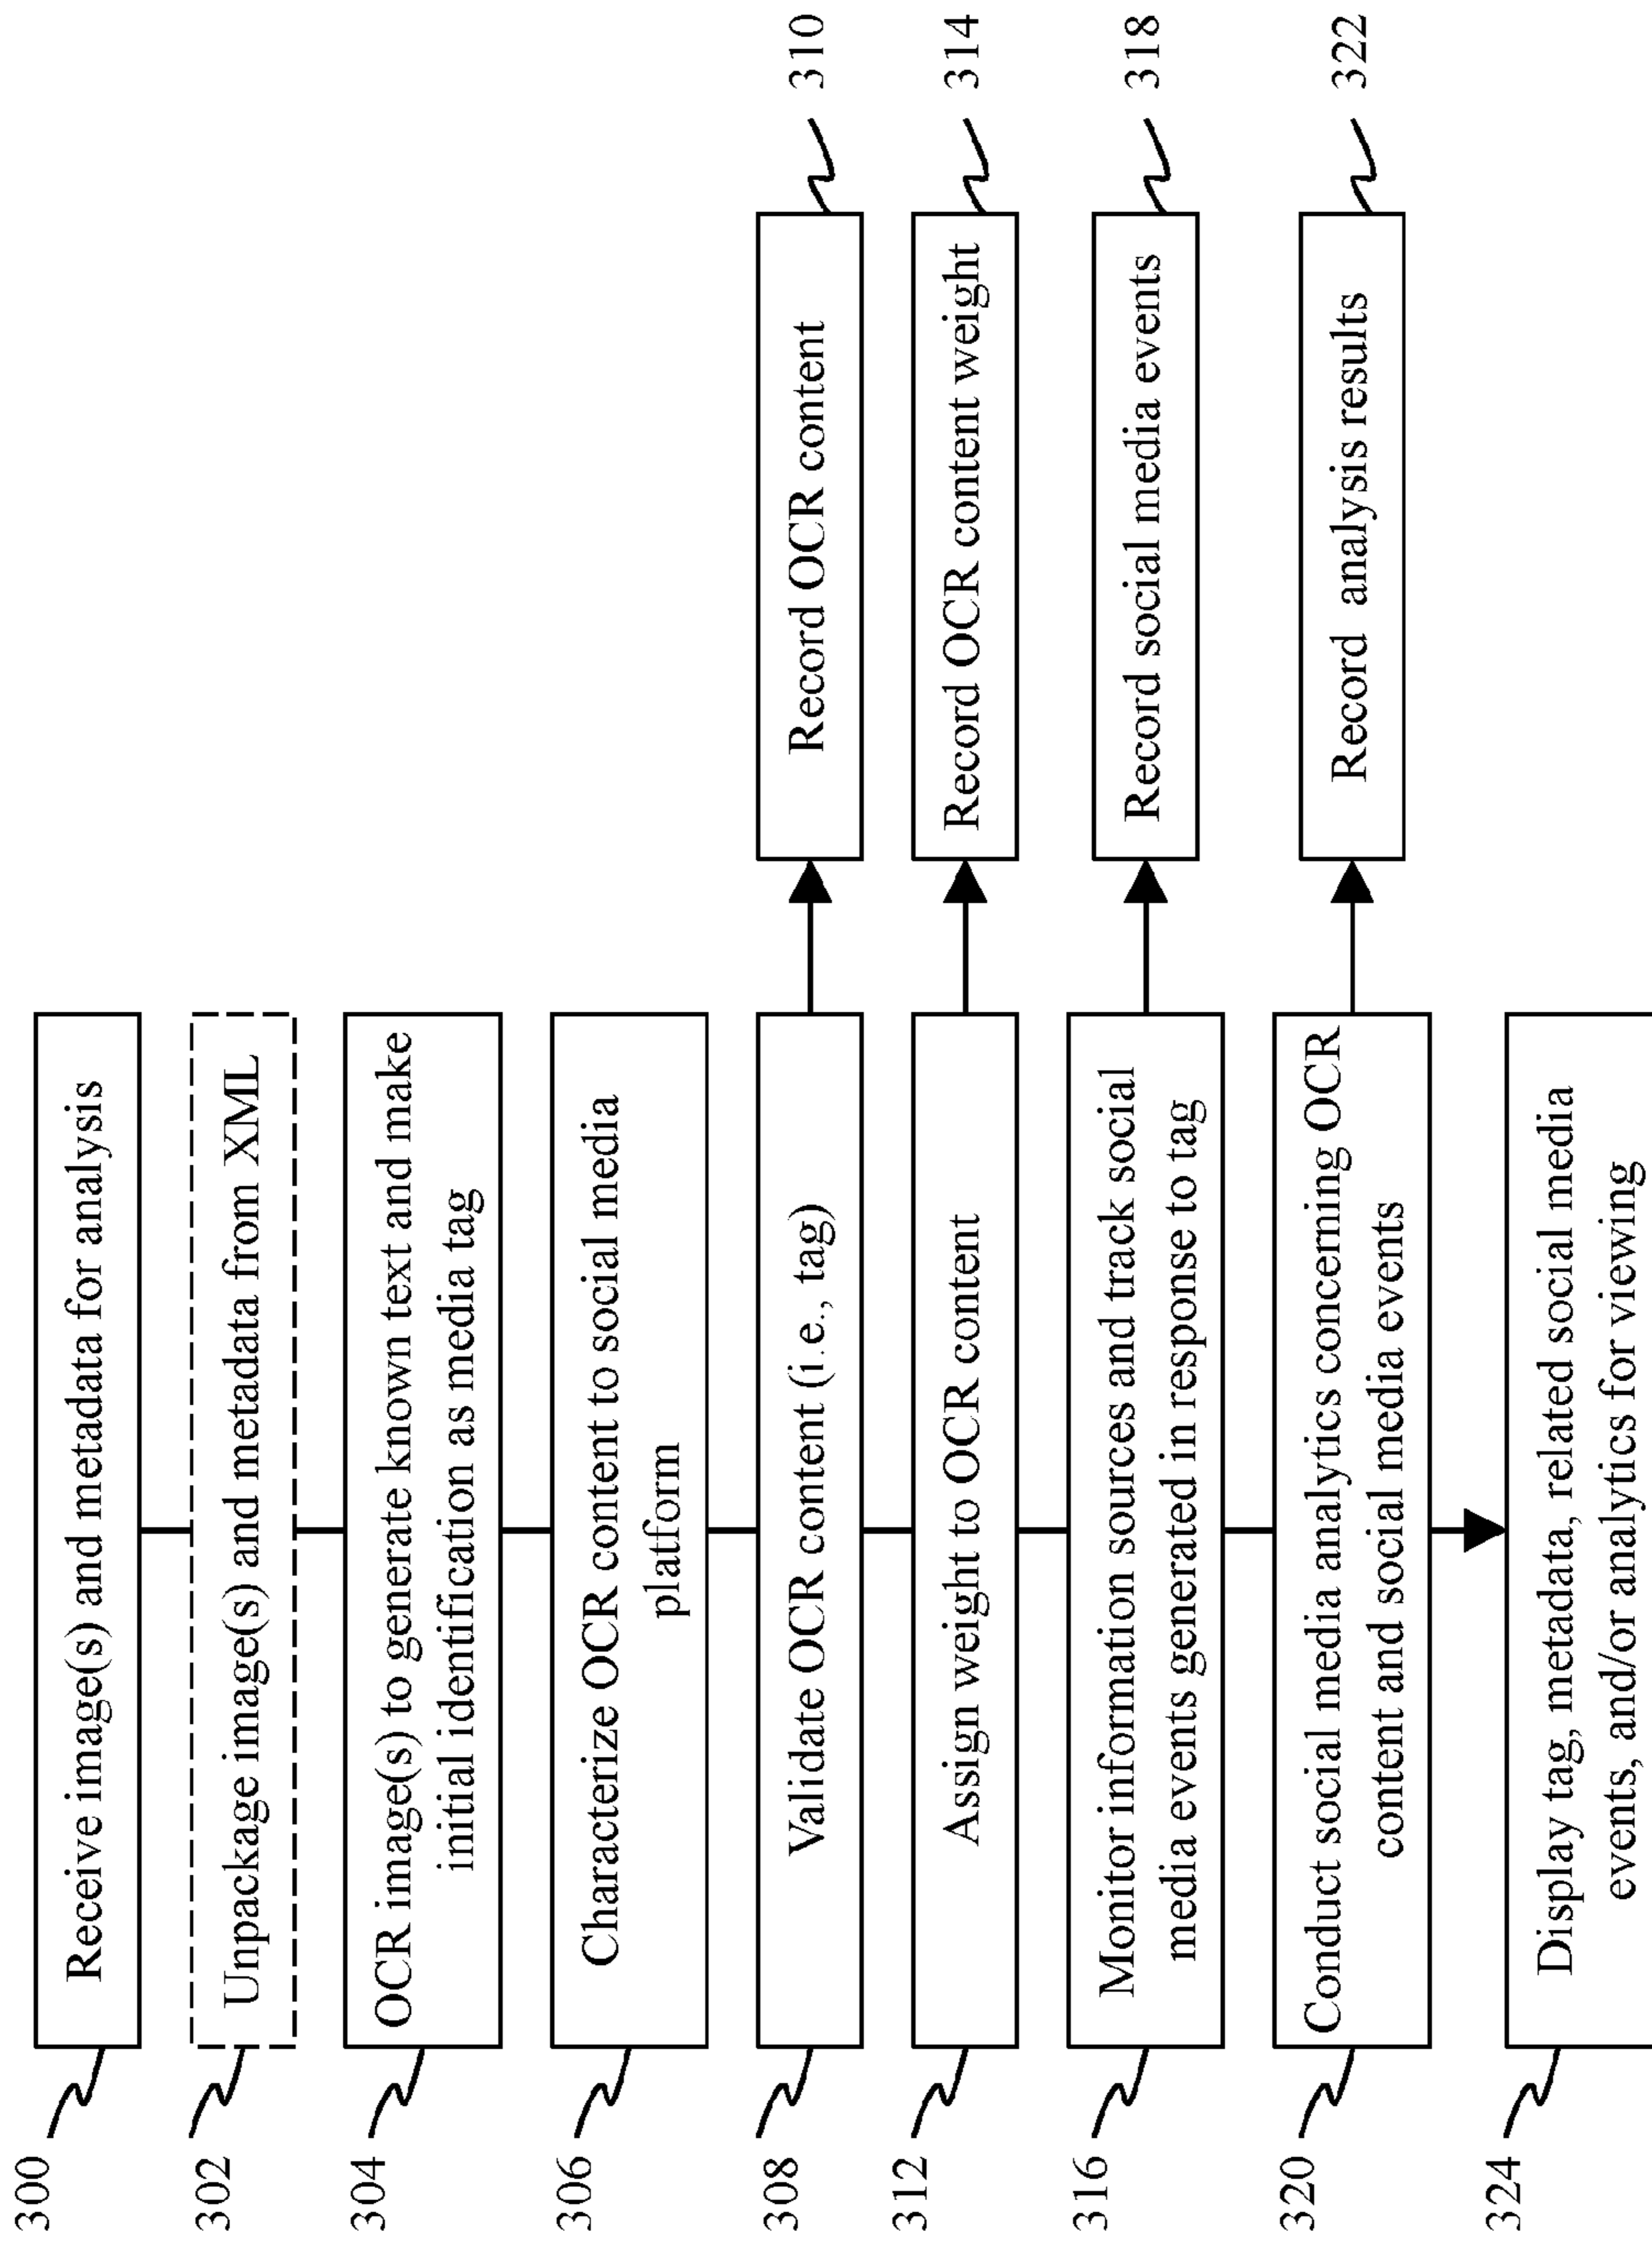 300
Receive image(s) and metadata for analysis
302
Unpackage image(s) and metadata from XML
304
OCR image(s) to generate known text and make
initial identification as media tag
306
Characterize OCR content to social media
platform
308
Validate OCR content (i.e., tag)
Record OCR content
310
312
Assign weight to OCR content
Record OCR content weight
314
316
Monitor information sources and track social
media events generated in response to tag
Record social media events
318
320
Conduct social media analytics concerning OCR
content and social media events
Record analysis results
322
324
Display tag, metadata, related social media
events, and/or analytics for viewing